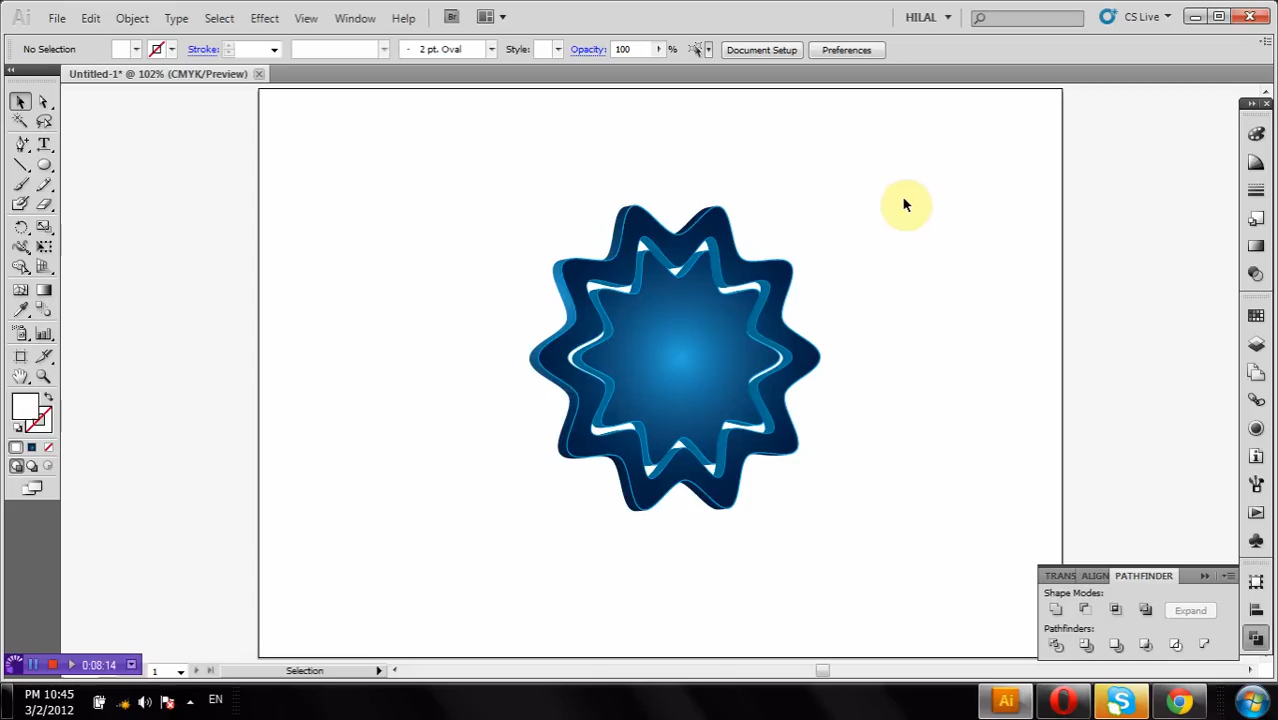 Ai File Edit Object Type Select Effect View Window Help Br HILAL CS Live
No Selection Stroke: - 2 pt. Oval Style: Opacity: 100 % Document Setup Preferences
Untitled-1* @ 102% (CMYK/Preview)
T
TRANS ALIGN PATHFINDER
Shape Modes:
Expand
Pathfinders:
0:08:14 1 Selection
PM 10:45 EN Ai
3/2/2012